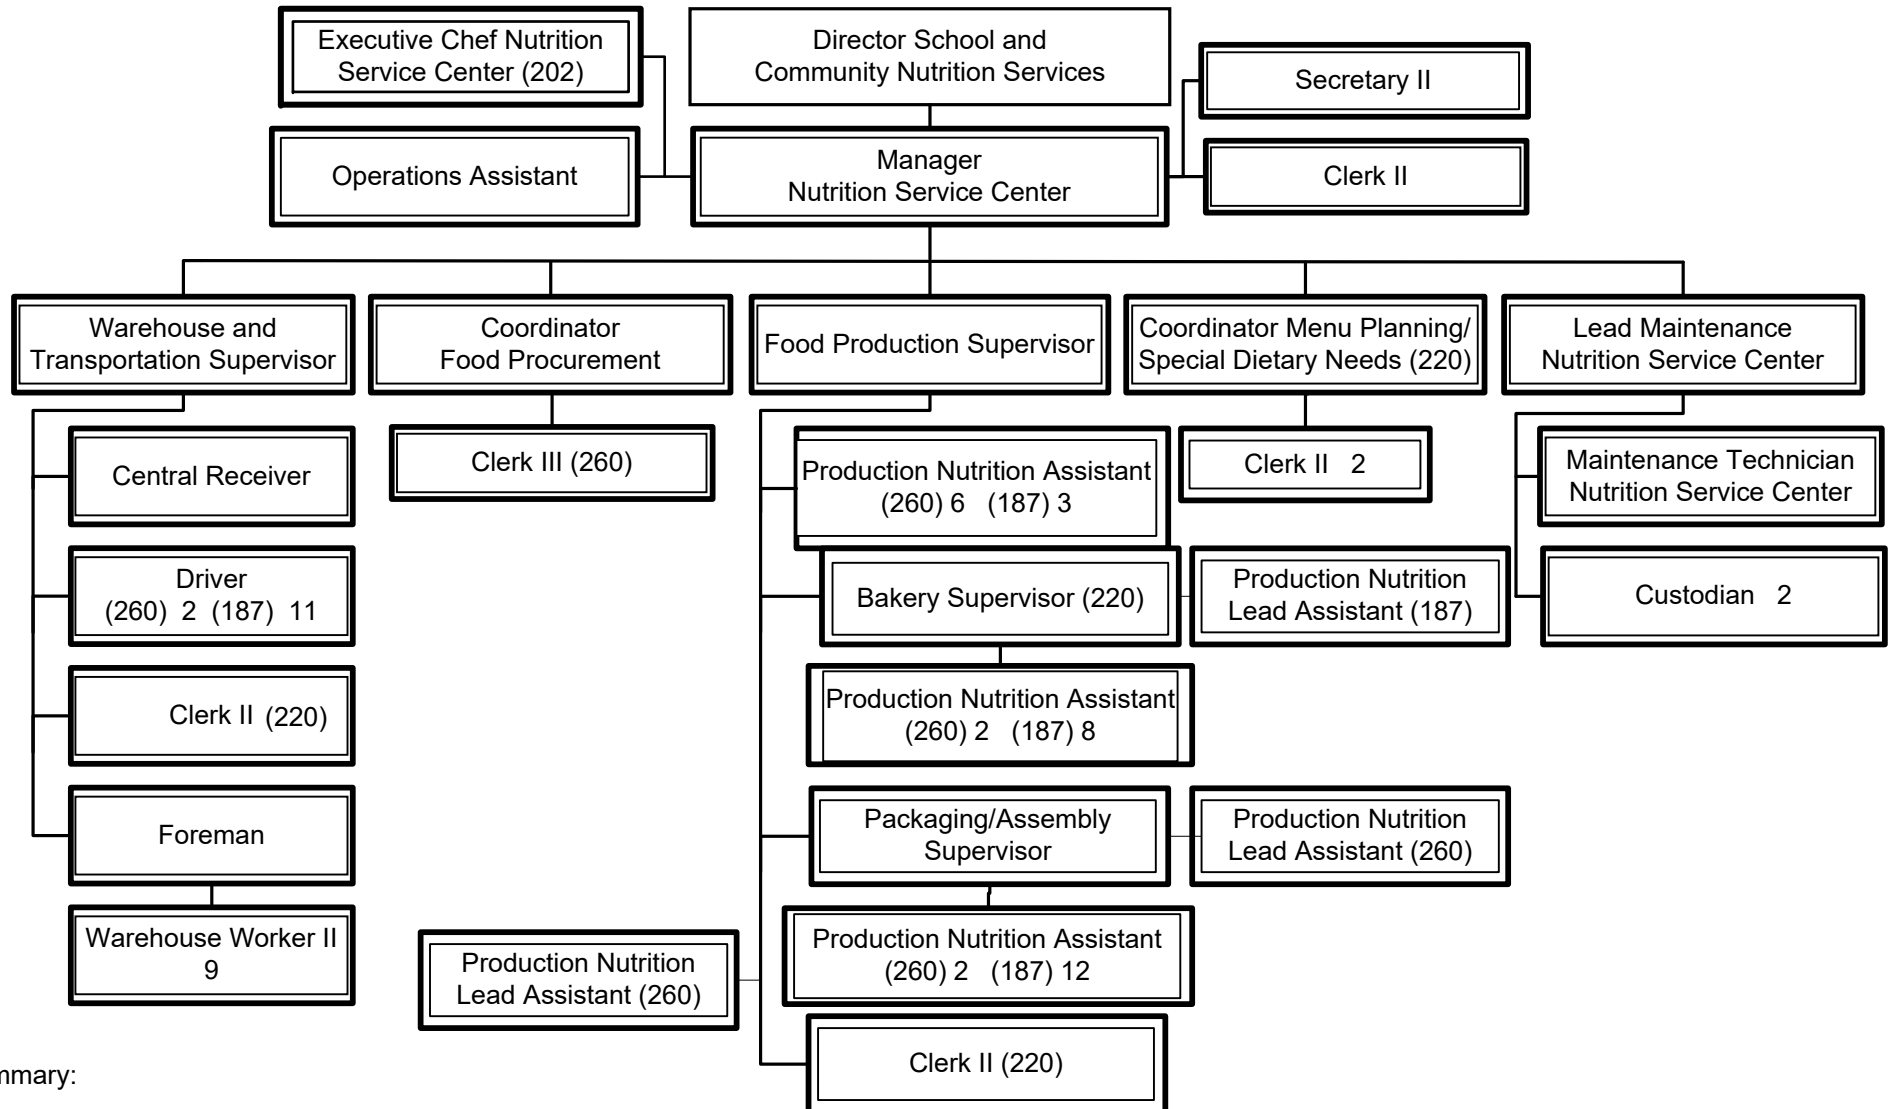 Executive Chef Nutrition
Service Center (202)
Director School and
Community Nutrition Services
Secretary II
Operations Assistant
Manager
Nutrition Service Center
Clerk II
Warehouse and
Transportation Supervisor
Coordinator
Food Procurement
Food Production Supervisor
Coordinator Menu Planning/
Special Dietary Needs (220)
Lead Maintenance
Nutrition Service Center
Central Receiver
Driver
(260)  2  (187)  11
Clerk II (220)
Foreman
Warehouse Worker II
9
Clerk III (260)
Production Nutrition Assistant
(260) 6   (187) 3
Bakery Supervisor (220)
Production Nutrition
Lead Assistant (187)
Production Nutrition Assistant
(260) 2   (187) 8
Packaging/Assembly
Supervisor
Production Nutrition
Lead Assistant (260)
Production Nutrition Assistant
(260) 2   (187) 12
Production Nutrition
Lead Assistant (260)
Clerk II (220)
Clerk II   2
Maintenance Technician
Nutrition Service Center
Custodian   2
mmary: